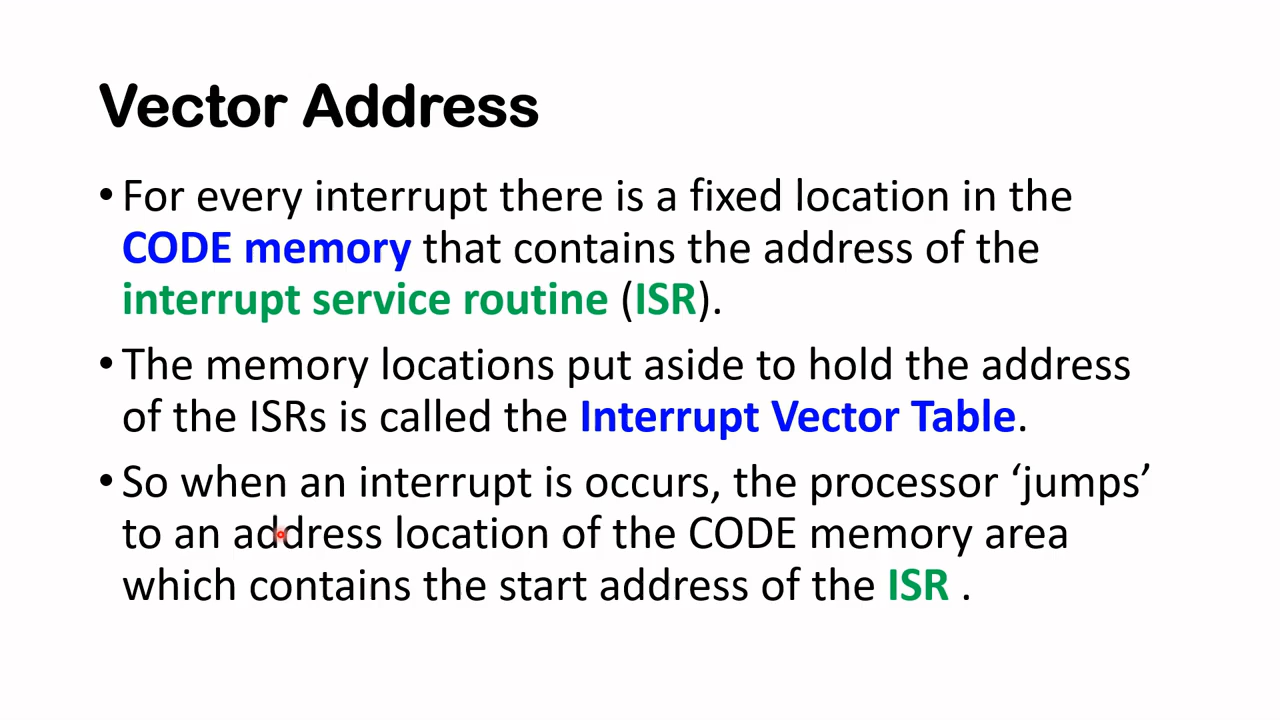 Vector Address
• For every interrupt there is a fixed location in the
CODE memory that contains the address of the
interrupt service routine (ISR).
• The memory locations put aside to hold the address
of the ISRs is called the Interrupt Vector Table.
• So when an interrupt is occurs, the processor ‘jumps’
to an address location of the CODE memory area
which contains the start address of the ISR .